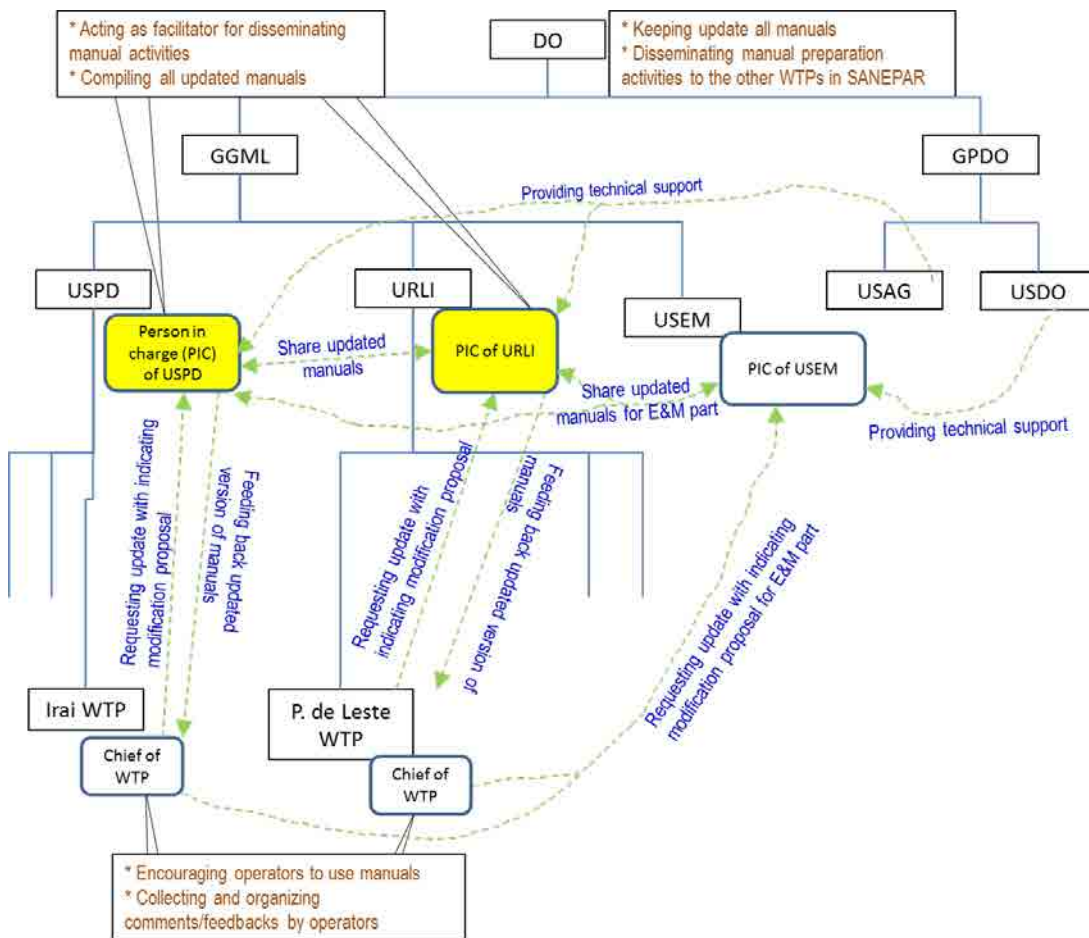 * Acting as facilitator for disseminating
manual activities
* Compiling all updated manuals
DO
* Keeping update all manuals
* Disseminating manual preparation
activities to the other WTPs in SANEPAR
GGML
GPDO
Providing technical support
USPD
URLI
USEM
USAG
USDO
Person in
charge (PIC)
of USPD
Share updated
manuals
PIC of URLI
PIC of USEM
Share updated
manuals for E&M part
Providing technical support
Requesting update with indicating
modification proposal
Feeding back updated
version of manuals
Requesting update with
indicating modification proposal
Feeding back updated version of
manuals
Requesting update with indicating
modification proposal for E&M part
Irai WTP
Chief of
WTP
P. de Leste
WTP
Chief of
WTP
* Encouraging operators to use manuals
* Collecting and organizing
comments/feedbacks by operators